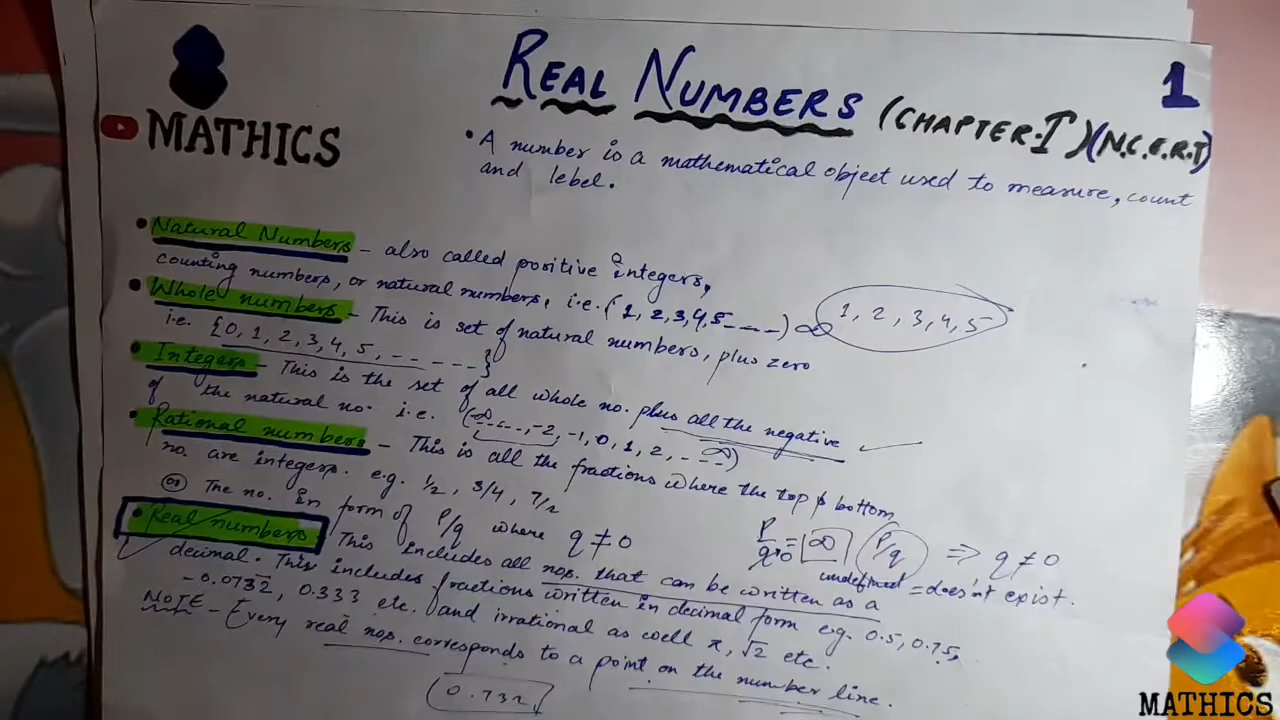 REAL NUMBERS (CHAPTER-I)(N.C.E.R.T)
1
MATHICS
• A number is a mathematical object used to measure, count
and lebel.
• Natural Numbers - also called positive integers,
counting numbers, or natural numbers, i.e. (1, 2, 3, 4, 5 - - - -) ∞
1, 2, 3, 4, 5
• Whole numbers - This is set of natural numbers, plus zero
i.e. {0, 1, 2, 3, 4, 5, - - - - - - -}
• Integers - This is the set of all whole no. plus all the negative
of the natural no. i.e. (-∞- - -, -2, -1, 0, 1, 2, - - ∞)
• Rational numbers - This is all the fractions where the top & bottom
no. are integers. e.g. 1/2, 3/4, 7/2
(or) The no. in form of P/q where q ≠ 0
P/q=0 = ∞ P/q ⇒ q ≠ 0
undefined = does'nt exist.
• Real numbers This includes all nos. that can be written as a
decimal. This includes fractions written in decimal form e.g. 0.5, 0.75,
-0.0732, 0.333 etc. and irrational as well π, √2 etc.
NOTE - Every real nos. corresponds to a point on the number line.
0.732
MATHICS